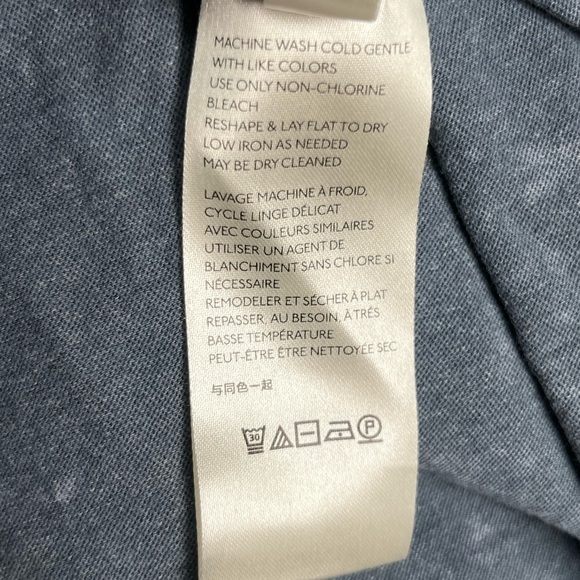 MACHINE WASH COLD GENTLE
WITH LIKE COLORS
USE ONLY NON-CHLORINE
BLEACH
RESHAPE & LAY FLAT TO DRY
LOW IRON AS NEEDED
MAY BE DRY CLEANED
LAVAGE MACHINE À FROID,
CYCLE LINGE DÉLICAT
AVEC COULEURS SIMILAIRES
UTILISER UN AGENT DE
BLANCHIMENT SANS CHLORE SI
NÉCESSAIRE
REMODELER ET SÉCHER À PLAT
REPASSER, AU BESOIN, À TRÈS
BASSE TEMPÉRATURE
PEUT-ÊTRE ÊTRE NETTOYÉE SEC
与同色一起
30 P